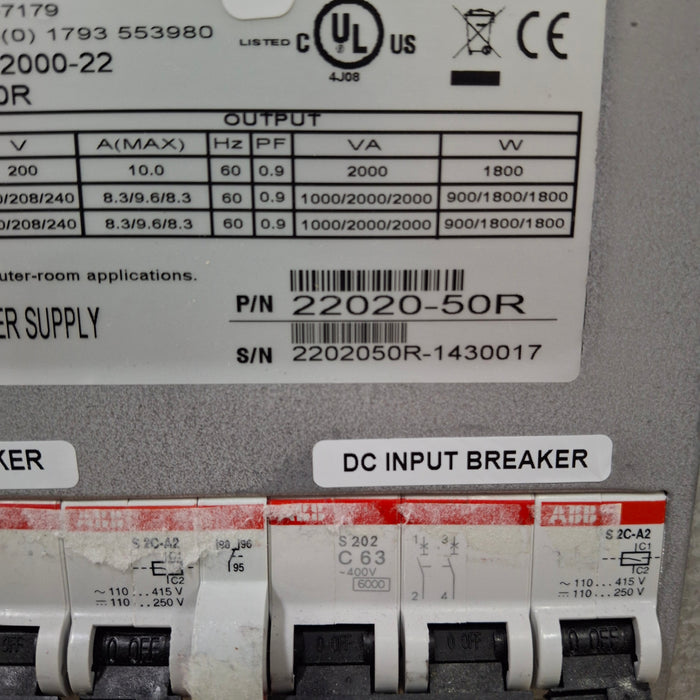 7179
(0) 1793 553980
LISTED C UL US
4J08
CE
2000-22
0R
OUTPUT
V A(MAX) Hz PF VA W
200 10.0 60 0.9 2000 1800
/208/240 8.3/9.6/8.3 60 0.9 1000/2000/2000 900/1800/1800
/208/240 8.3/9.6/8.3 60 0.9 1000/2000/2000 900/1800/1800
uter-room applications.
P/N 22020-50R
ER SUPPLY
S/N 2202050R-1430017
KER
DC INPUT BREAKER
ABB
S 2C-A2
C1
C2
~ 110...415 V
110...250 V
98 96
95
S 202
C 63
~400V
6000
1 3
2 4
ABB
S 2C-A2
C1
C2
~ 110...415 V
110...250 V
OFF
0 OFF
0 OFF
0 OFF
0 OFF